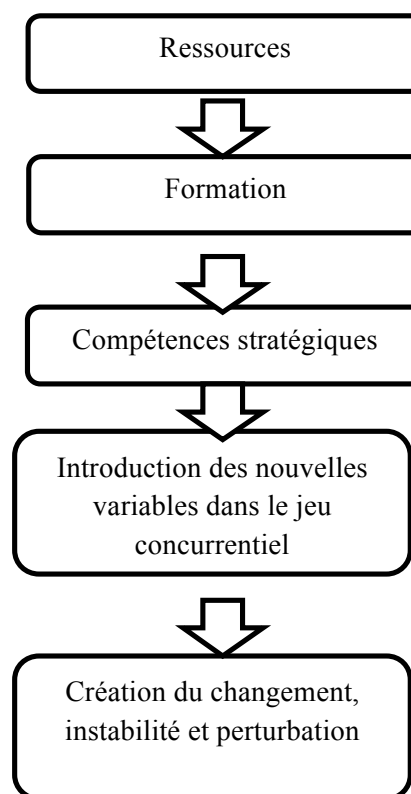 Ressources
Formation
Compétences stratégiques
Introduction des nouvelles
variables dans le jeu
concurrentiel
Création du changement,
instabilité et perturbation